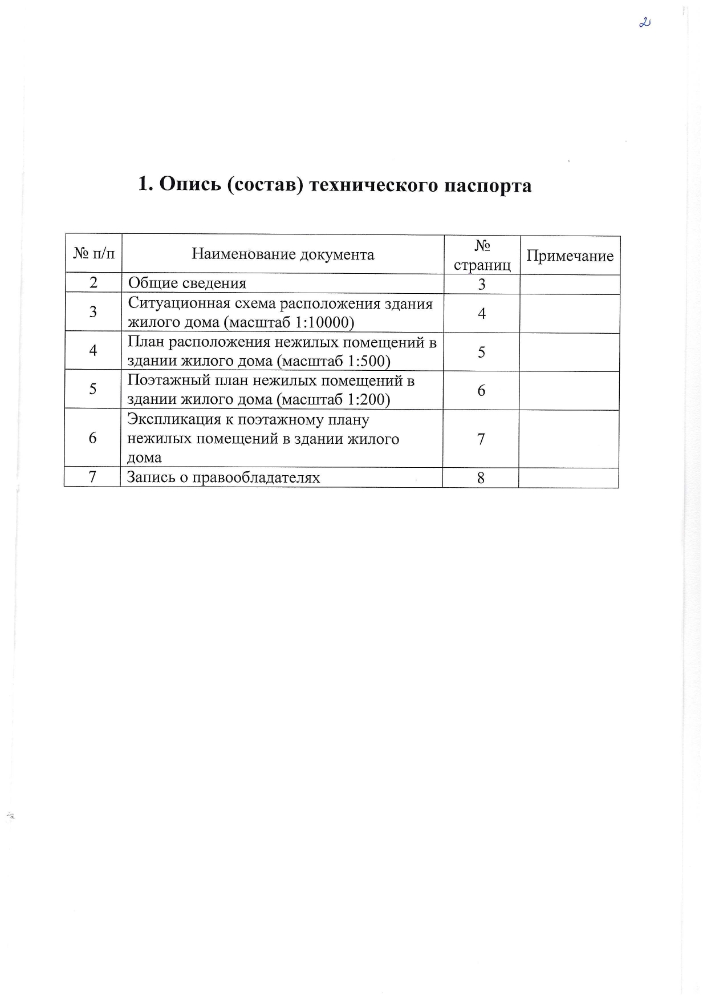 2
1. Опись (состав) технического паспорта
№ п/п Наименование документа № страниц Примечание
2 Общие сведения 3
3 Ситуационная схема расположения здания
жилого дома (масштаб 1:10000) 4
4 План расположения нежилых помещений в
здании жилого дома (масштаб 1:500) 5
5 Поэтажный план нежилых помещений в
здании жилого дома (масштаб 1:200) 6
6 Экспликация к поэтажному плану
нежилых помещений в здании жилого
дома 7
7 Запись о правообладателях 8